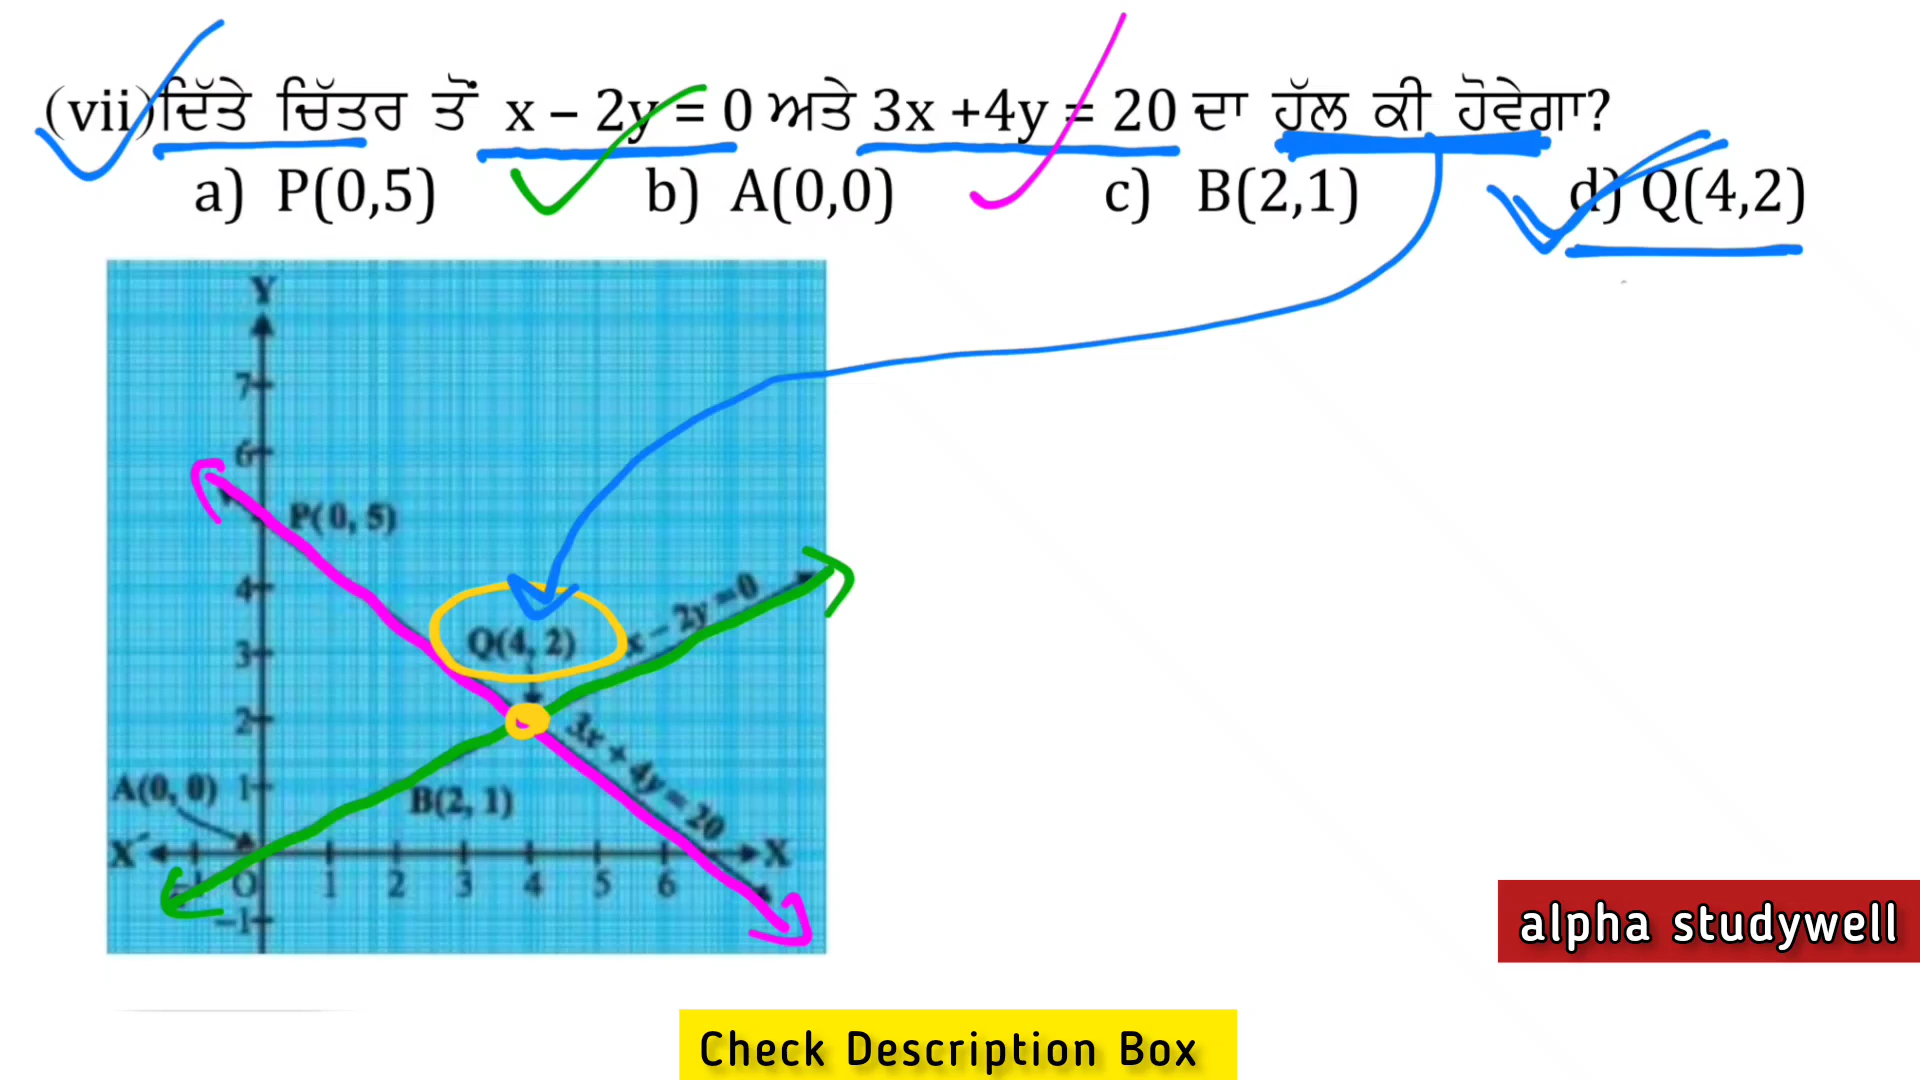 (vii) ਦਿੱਤੇ ਚਿੱਤਰ ਤੋਂ x – 2y = 0 ਅਤੇ 3x +4y = 20 ਦਾ ਹੱਲ ਕੀ ਹੋਵੇਗਾ?
a) P(0,5) b) A(0,0) c) B(2,1) d) Q(4,2)
Y
7
6
P(0, 5)
4
x – 2y =0
3
Q(4, 2)
2
3x + 4y = 20
A(0, 0)
1
B(2, 1)
X´
X
–1 O 1 2 3 4 5 6
–1
alpha studywell
Check Description Box